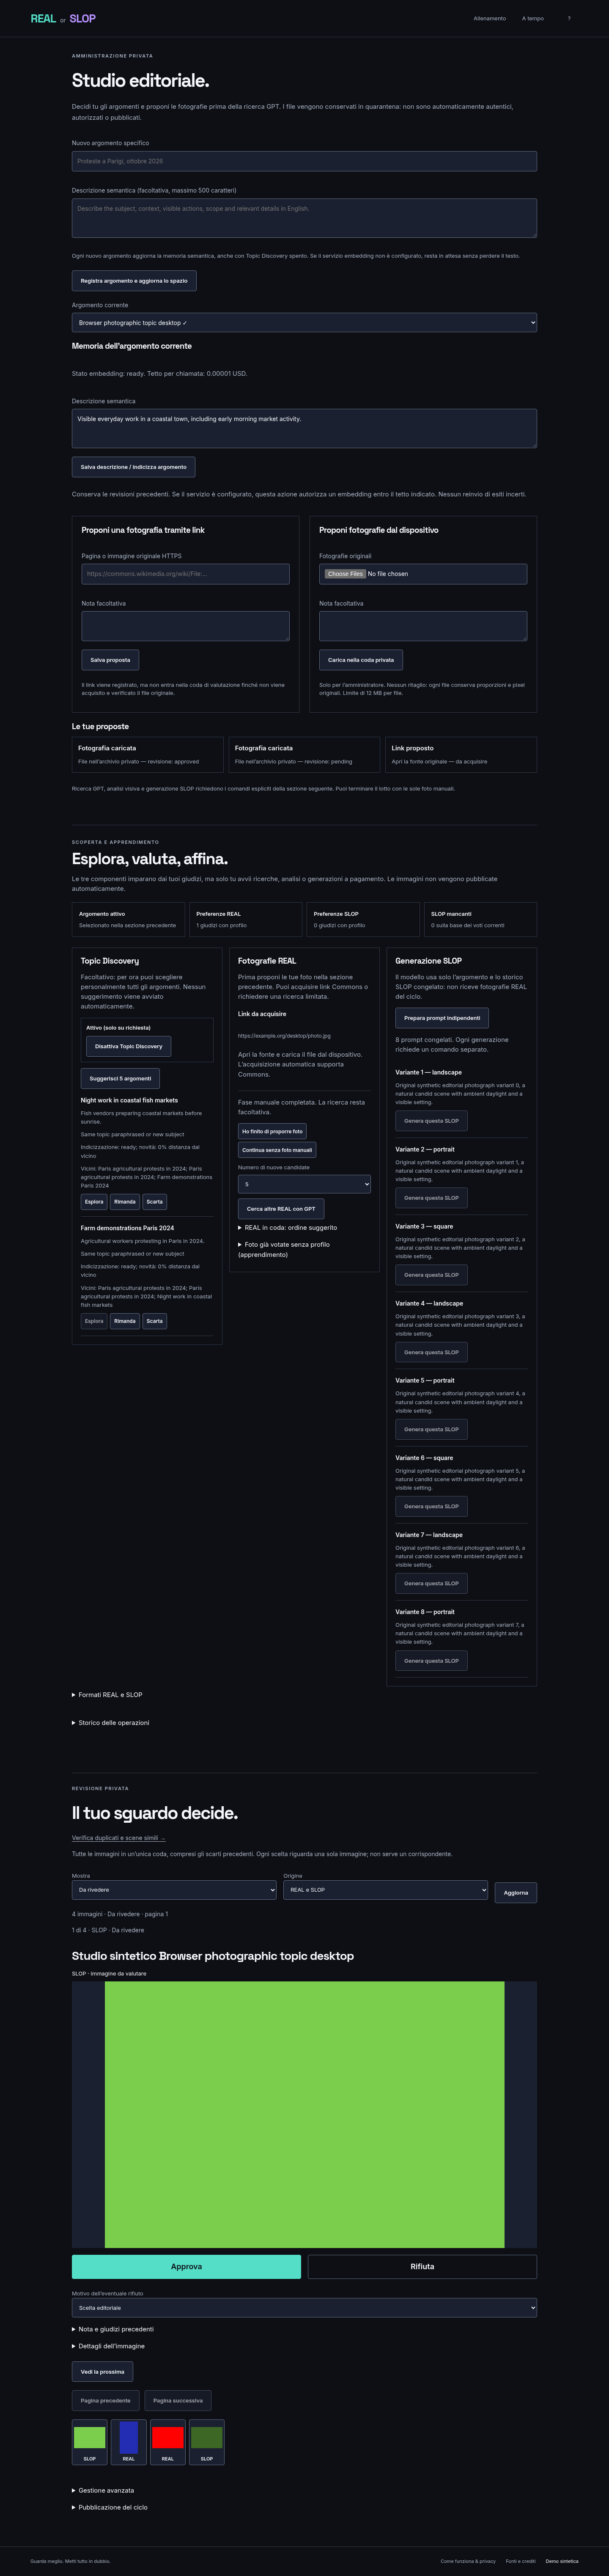 REAL or SLOP
Allenamento
A tempo
?
AMMINISTRAZIONE PRIVATA
Studio editoriale.
Decidi tu gli argomenti e proponi le fotografie prima della ricerca GPT. I file vengono conservati in quarantena: non sono automaticamente autentici,
autorizzati o pubblicati.
Nuovo argomento specifico
Proteste a Parigi, ottobre 2026
Descrizione semantica (facoltativa, massimo 500 caratteri)
Describe the subject, context, visible actions, scope and relevant details in English.
Ogni nuovo argomento aggiorna la memoria semantica, anche con Topic Discovery spento. Se il servizio embedding non è configurato, resta in attesa senza perdere il testo.
Registra argomento e aggiorna lo spazio
Argomento corrente
Browser photographic topic desktop ✓
Memoria dell'argomento corrente
Stato embedding: ready. Tetto per chiamata: 0.00001 USD.
Descrizione semantica
Visible everyday work in a coastal town, including early morning market activity.
Salva descrizione / indicizza argomento
Conserva le revisioni precedenti. Se il servizio è configurato, questa azione autorizza un embedding entro il tetto indicato. Nessun reinvio di esiti incerti.
Proponi una fotografia tramite link
Pagina o immagine originale HTTPS
https://commons.wikimedia.org/wiki/File:...
Nota facoltativa
Salva proposta
Il link viene registrato, ma non entra nella coda di valutazione finché non viene
acquisito e verificato il file originale.
Proponi fotografie dal dispositivo
Fotografie originali
Choose Files No file chosen
Nota facoltativa
Carica nella coda privata
Solo per l'amministratore. Nessun ritaglio: ogni file conserva proporzioni e pixel
originali. Limite di 12 MB per file.
Le tue proposte
Fotografia caricata
File nell'archivio privato — revisione: approved
Fotografia caricata
File nell'archivio privato — revisione: pending
Link proposto
Apri la fonte originale — da acquisire
Ricerca GPT, analisi visiva e generazione SLOP richiedono i comandi espliciti della sezione seguente. Puoi terminare il lotto con le sole foto manuali.
SCOPERTA E APPRENDIMENTO
Esplora, valuta, affina.
Le tre componenti imparano dai tuoi giudizi, ma solo tu avvii ricerche, analisi o generazioni a pagamento. Le immagini non vengono pubblicate
automaticamente.
Argomento attivo
Selezionato nella sezione precedente
Preferenze REAL
1 giudizi con profilo
Preferenze SLOP
0 giudizi con profilo
SLOP mancanti
0 sulla base dei voti correnti
Topic Discovery
Facoltativo: per ora puoi scegliere
personalmente tutti gli argomenti. Nessun
suggerimento viene avviato
automaticamente.
Attivo (solo su richiesta)
Disattiva Topic Discovery
Suggerisci 5 argomenti
Night work in coastal fish markets
Fish vendors preparing coastal markets before
sunrise.
Same topic paraphrased or new subject
Indicizzazione: ready; novità: 0% distanza dal
vicino
Vicini: Paris agricultural protests in 2024; Paris
agricultural protests in 2024; Farm demonstrations
Paris 2024
Esplora
Rimanda
Scarta
Farm demonstrations Paris 2024
Agricultural workers protesting in Paris in 2024.
Same topic paraphrased or new subject
Indicizzazione: ready; novità: 0% distanza dal
vicino
Vicini: Paris agricultural protests in 2024; Paris
agricultural protests in 2024; Night work in coastal
fish markets
Esplora
Rimanda
Scarta
Fotografie REAL
Prima proponi le tue foto nella sezione
precedente. Puoi acquisire link Commons o
richiedere una ricerca limitata.
Link da acquisire
https://example.org/desktop/photo.jpg
Apri la fonte e carica il file dal dispositivo.
L'acquisizione automatica supporta
Commons.
Fase manuale completata. La ricerca resta
facoltativa.
Ho finito di proporre foto
Continua senza foto manuali
Numero di nuove candidate
5
Cerca altre REAL con GPT
▶ REAL in coda: ordine suggerito
▶ Foto già votate senza profilo
(apprendimento)
Generazione SLOP
Il modello usa solo l'argomento e lo storico
SLOP congelato: non riceve fotografie REAL
del ciclo.
Prepara prompt indipendenti
8 prompt congelati. Ogni generazione
richiede un comando separato.
Variante 1 — landscape
Original synthetic editorial photograph variant 0, a
natural candid scene with ambient daylight and a
visible setting.
Genera questa SLOP
Variante 2 — portrait
Original synthetic editorial photograph variant 1, a
natural candid scene with ambient daylight and a
visible setting.
Genera questa SLOP
Variante 3 — square
Original synthetic editorial photograph variant 2, a
natural candid scene with ambient daylight and a
visible setting.
Genera questa SLOP
Variante 4 — landscape
Original synthetic editorial photograph variant 3, a
natural candid scene with ambient daylight and a
visible setting.
Genera questa SLOP
Variante 5 — portrait
Original synthetic editorial photograph variant 4, a
natural candid scene with ambient daylight and a
visible setting.
Genera questa SLOP
Variante 6 — square
Original synthetic editorial photograph variant 5, a
natural candid scene with ambient daylight and a
visible setting.
Genera questa SLOP
Variante 7 — landscape
Original synthetic editorial photograph variant 6, a
natural candid scene with ambient daylight and a
visible setting.
Genera questa SLOP
Variante 8 — portrait
Original synthetic editorial photograph variant 7, a
natural candid scene with ambient daylight and a
visible setting.
Genera questa SLOP
▶ Formati REAL e SLOP
▶ Storico delle operazioni
REVISIONE PRIVATA
Il tuo sguardo decide.
Verifica duplicati e scene simili →
Tutte le immagini in un'unica coda, compresi gli scarti precedenti. Ogni scelta riguarda una sola immagine; non serve un corrispondente.
Mostra
Da rivedere
Origine
REAL e SLOP
Aggiorna
4 immagini · Da rivedere · pagina 1
1 di 4 · SLOP · Da rivedere
Studio sintetico Browser photographic topic desktop
SLOP · immagine da valutare
Approva
Rifiuta
Motivo dell'eventuale rifiuto
Scelta editoriale
▶ Nota e giudizi precedenti
▶ Dettagli dell'immagine
Vedi la prossima
Pagina precedente
Pagina successiva
SLOP
REAL
REAL
SLOP
▶ Gestione avanzata
▶ Pubblicazione del ciclo
Guarda meglio. Metti tutto in dubbio.
Come funziona & privacy
Fonti e crediti
Demo sintetica